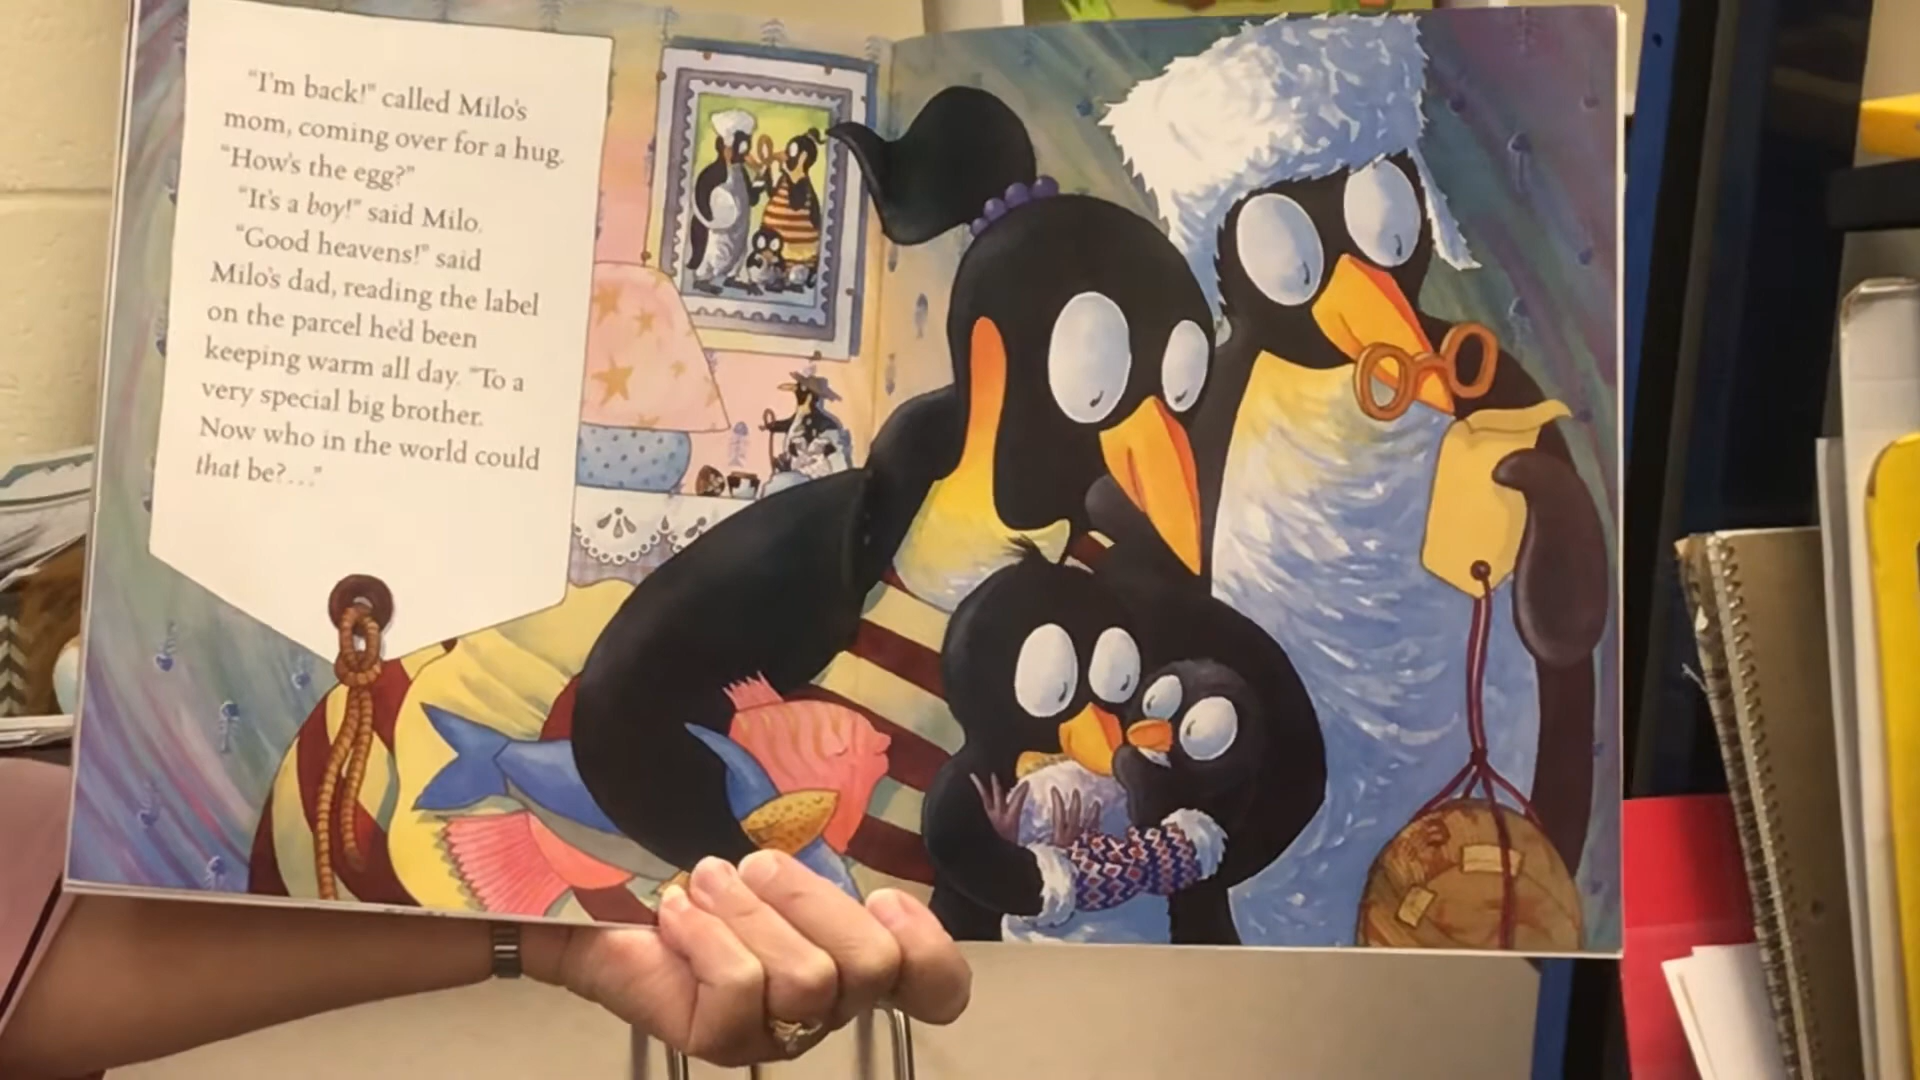 "I'm back!" called Milo's
mom, coming over for a hug.
"How's the egg?"
"It's a boy!" said Milo.
"Good heavens!" said
Milo's dad, reading the label
on the parcel he'd been
keeping warm all day. "To a
very special big brother.
Now who in the world could
that be?..."